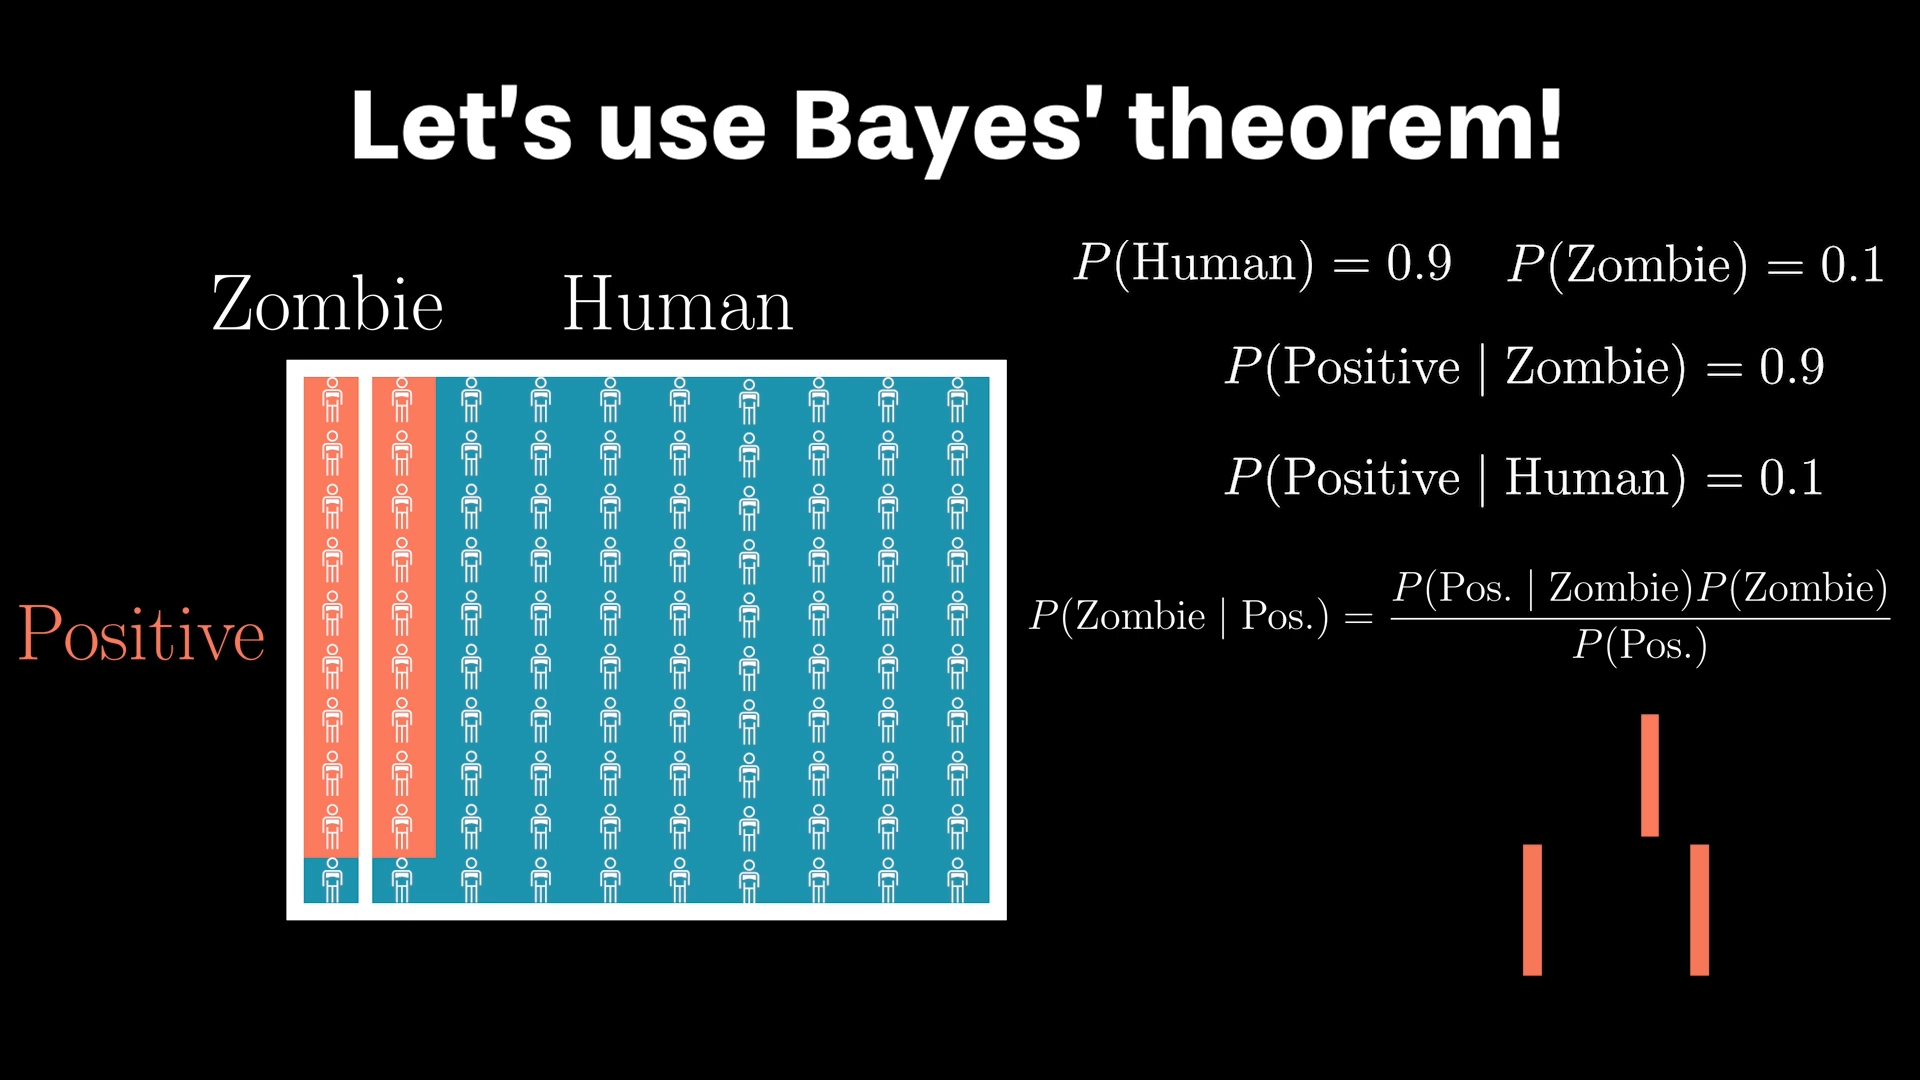 Let's use Bayes' theorem!
Zombie Human
Positive
P(Human) = 0.9 P(Zombie) = 0.1
P(Positive | Zombie) = 0.9
P(Positive | Human) = 0.1
P(Zombie | Pos.) = P(Pos. | Zombie)P(Zombie)
P(Pos.)